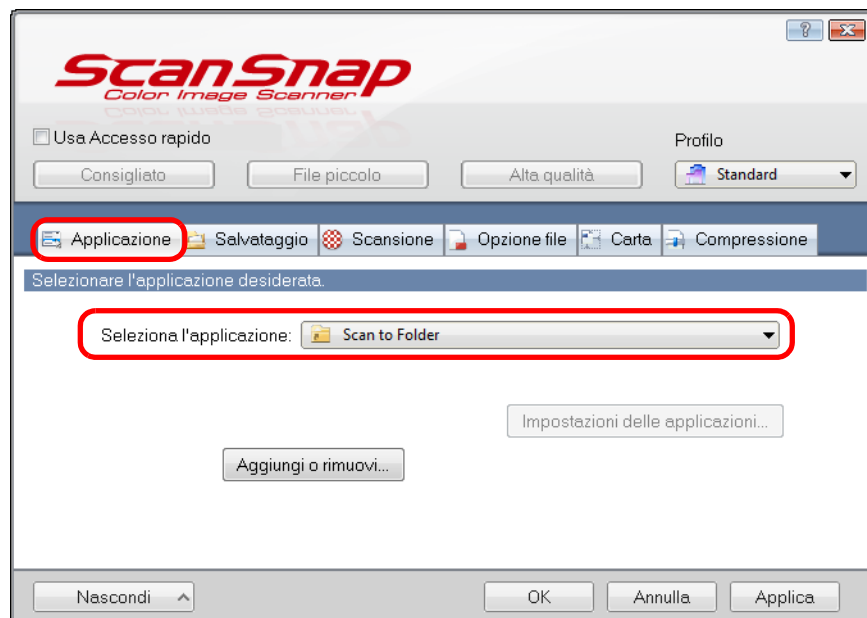 ScanSnap
Color Image Scanner
Usa Accesso rapido
Profilo
Consigliato
File piccolo
Alta qualità
Standard
Applicazione
Salvataggio
Scansione
Opzione file
Carta
Compressione
Selezionare l'applicazione desiderata.
Seleziona l'applicazione: Scan to Folder
Impostazioni delle applicazioni...
Aggiungi o rimuovi...
Nascondi
OK
Annulla
Applica